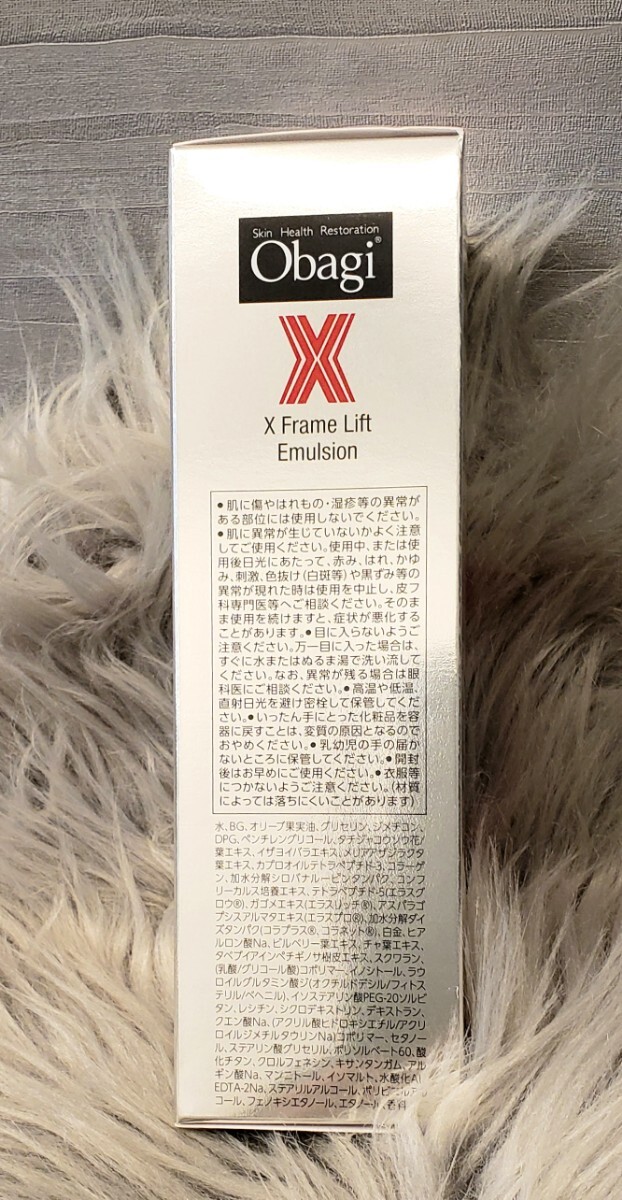 Skin Health Restoration
Obagi®
X
X Frame Lift
Emulsion
●肌に傷やはれもの・湿疹等の異常が
ある部位には使用しないでください。
●肌に異常が生じていないかよく注意
してご使用ください。使用中、または使
用後日光にあたって、赤み、はれ、かゆ
み、刺激、色抜け(白斑等)や黒ずみ等の
異常が現れた時は使用を中止し、皮フ
科専門医等へご相談ください。そのま
ま使用を続けますと、症状が悪化する
ことがあります。●目に入らないようご
注意ください。万一目に入った場合は、
すぐに水またはぬるま湯で洗い流して
ください。なお、異常が残る場合は眼
科医にご相談ください。●高温や低温、
直射日光を避け密栓して保管してくだ
さい。●いったん手にとった化粧品を容
器に戻すことは、変質の原因となるので
おやめください。●乳幼児の手の届か
ないところに保管してください。●開封
後はお早めにご使用ください。●衣服等
につかないようご注意ください。(材質
によっては落ちにくいことがあります)
水、BG、オリーブ果実油、グリセリン、ジメチコン、
DPG、ペンチレングリコール、タチジャコウソウ花/
葉エキス、イザヨイバラエキス、メリアアザジラクタ
葉エキス、カプロオイルテトラペプチド-3、コラーゲ
ン、加水分解シロバナルーピンタンパク、コンフ
リーカルス培養エキス、テトラペプチド-5(エラスグ
ロウ®)、ガゴメエキス(エラスリッチ®)、アスパラゴ
プシスアルマタエキス(エラスプロ®)、加水分解ダイ
ズタンパク(コラプラス®、コラネット®)、白金、ヒア
ルロン酸Na、ビルベリー葉エキス、チャ葉エキス、
タベブイアインペチギノサ樹皮エキス、スクワラン、
(乳酸/グリコール酸)コポリマー、イノシトール、ラウ
ロイルグルタミン酸ジ(オクチルドデシル/フィトス
テリル/ベヘニル)、イソステアリン酸PEG-20ソルビ
タン、レシチン、シクロデキストリン、デキストラン、
クエン酸Na、(アクリル酸ヒドロキシエチル/アクリ
ロイルジメチルタウリンNa)コポリマー、セタノー
ル、ステアリン酸グリセリル、ポリソルベート60、酸
化チタン、クロルフェネシン、キサンタンガム、アル
ギン酸Na、マンニトール、イソマルト、水酸化Al
EDTA-2Na、ステアリルアルコール、ポリビニルア
コール、フェノキシエタノール、エタノール、香料